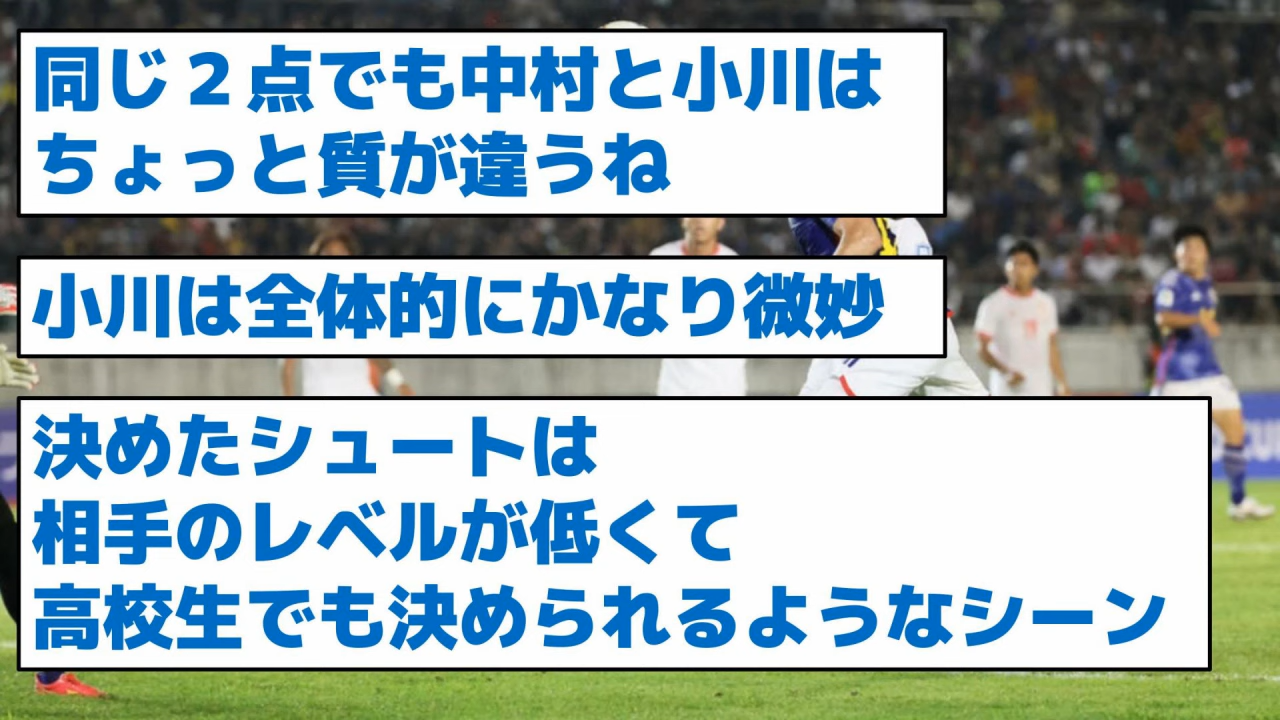 同じ２点でも中村と小川は
ちょっと質が違うね
小川は全体的にかなり微妙
決めたシュートは
相手のレベルが低くて
高校生でも決められるようなシーン